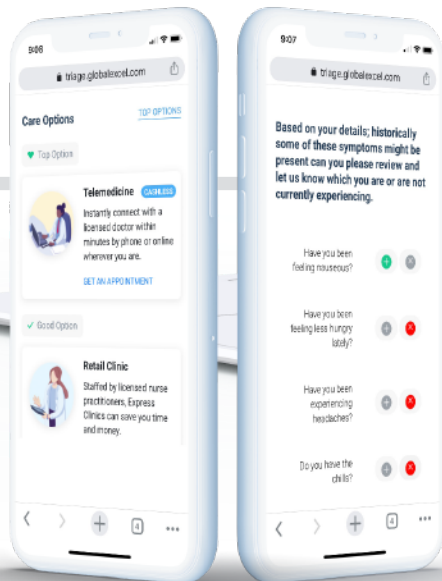 9:06
triage.globalexcel.com
Care Options
TOP OPTIONS
Top Option
Telemedicine
CASHLESS
Instantly connect with a
licensed doctor within
minutes by phone or online
wherever you are.
GET AN APPOINTMENT
Good Option
Retail Clinic
Staffed by licensed nurse
practitioners, Express
Clinics can save you time
and money.
4
9:07
triage.globalexcel.com
Based on your details; historically
some of these symptoms might be
present can you please review and
let us know which you are or are not
currently experiencing.
Have you been
feeling nauseous?
Have you been
feeling less hungry
lately?
Have you been
experiencing
headaches?
Do you have the
chills?
4